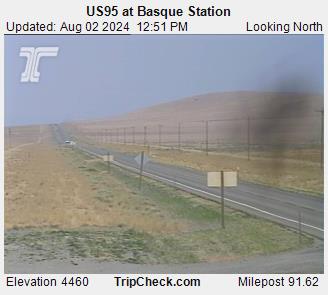 US95 at Basque Station
Updated: Aug 02 2024 12:51 PM Looking North
Elevation 4460 TripCheck.com Milepost 91.62